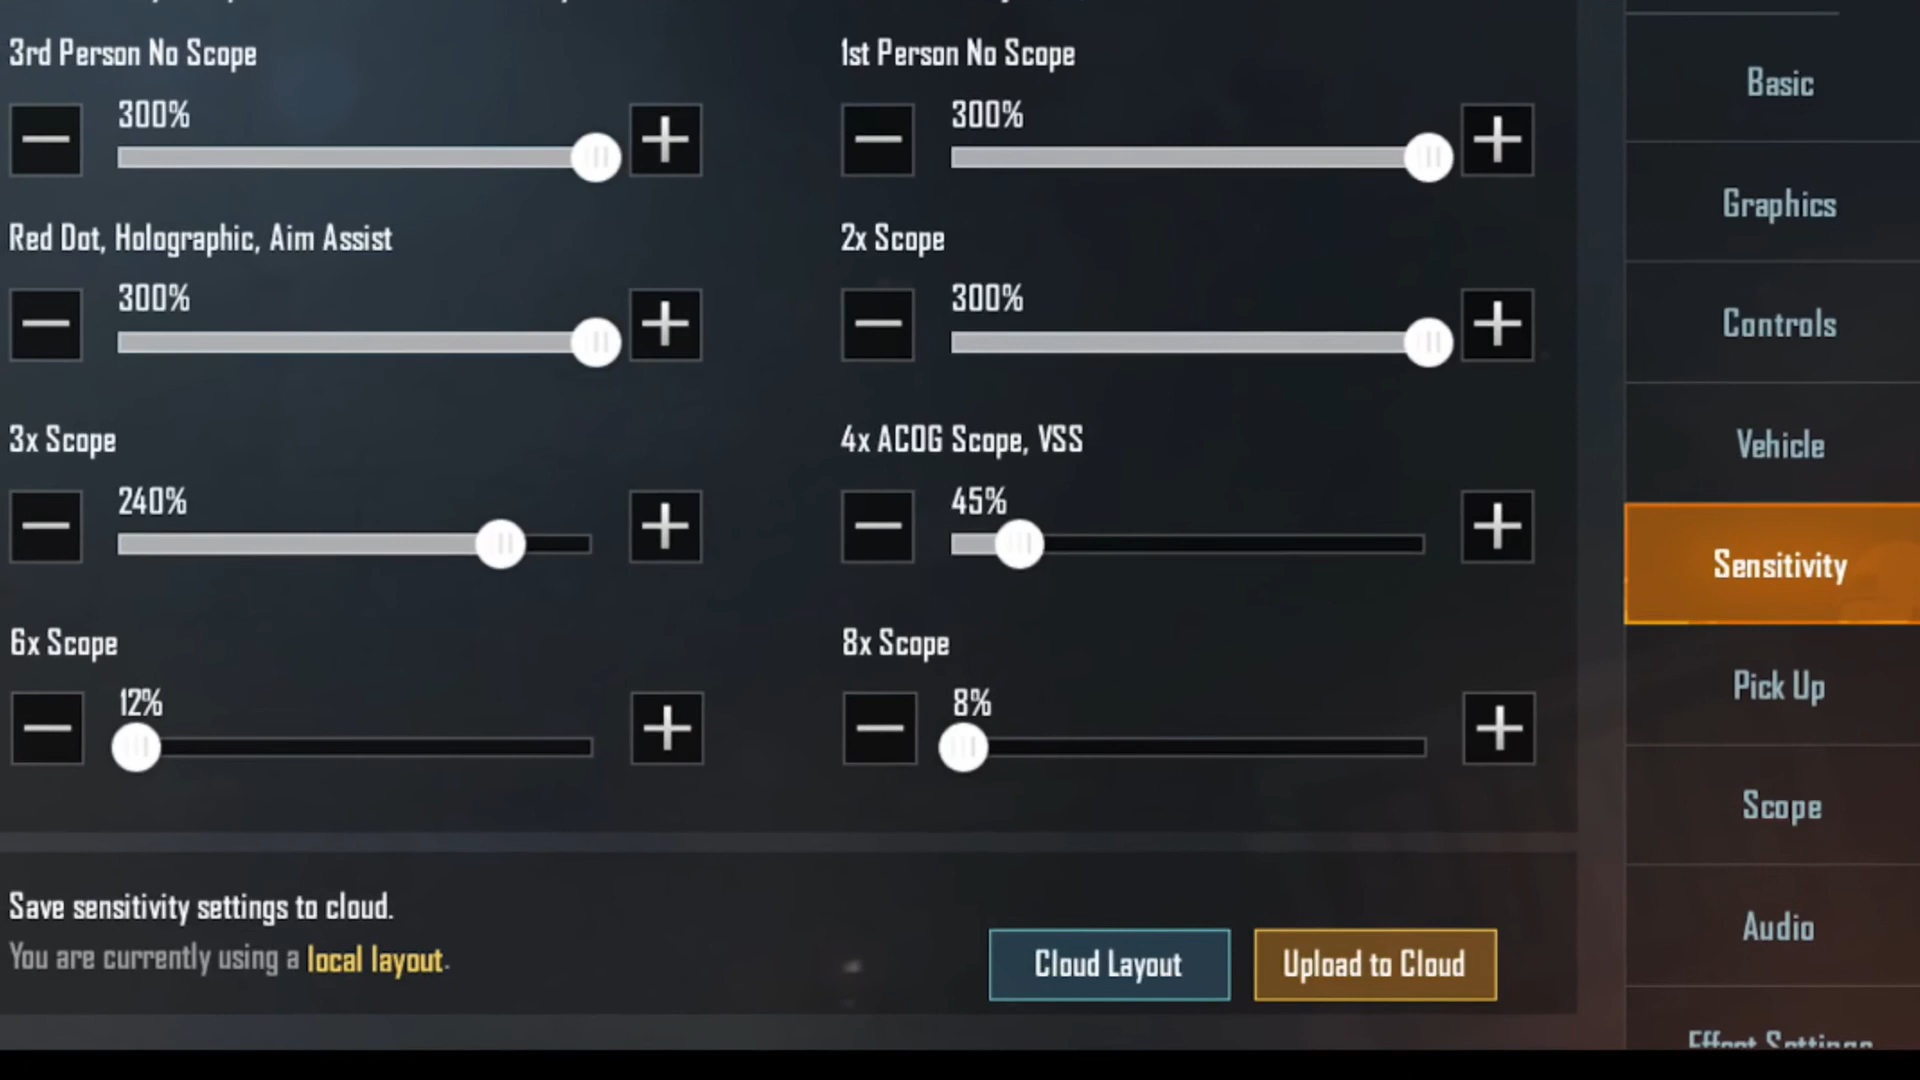 3rd Person No Scope
1st Person No Scope
300%
300%
Red Dot, Holographic, Aim Assist
2x Scope
300%
300%
3x Scope
4x ACOG Scope, VSS
240%
45%
6x Scope
8x Scope
12%
8%
Save sensitivity settings to cloud.
You are currently using a local layout.
Cloud Layout
Upload to Cloud
Basic
Graphics
Controls
Vehicle
Sensitivity
Pick Up
Scope
Audio
Effect Settings